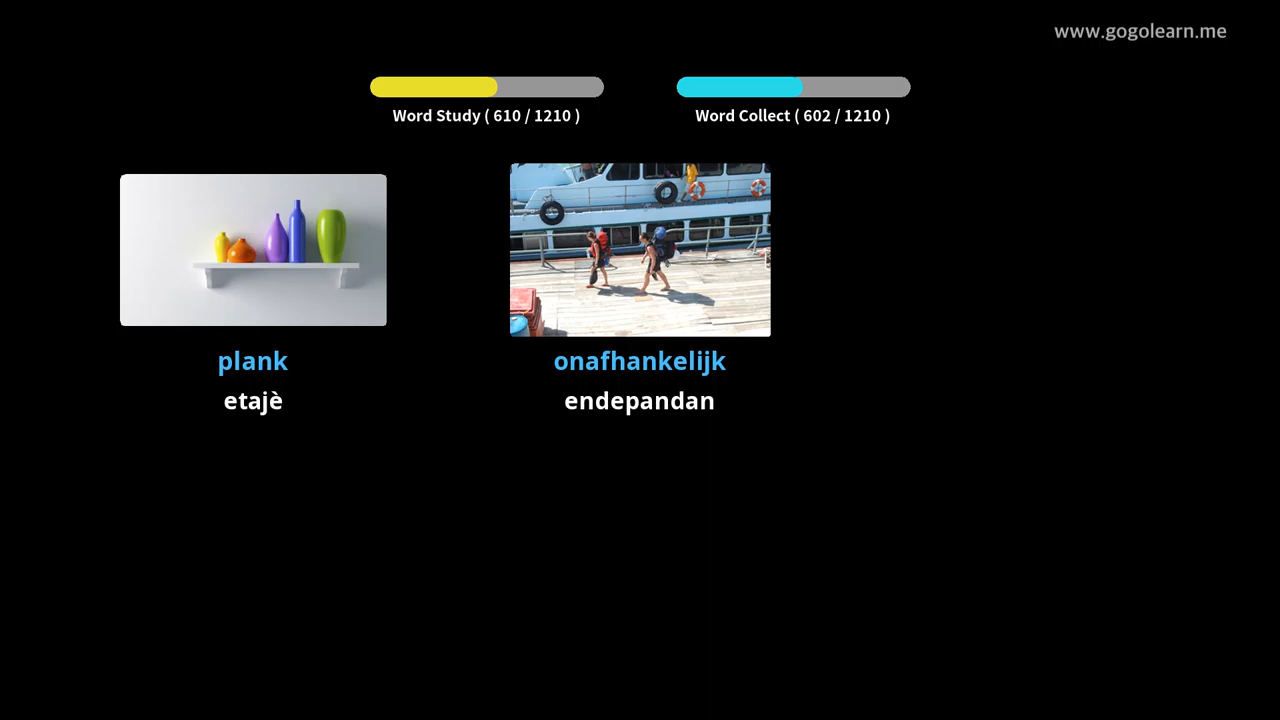 www.gogolearn.me
Word Study ( 610 / 1210 )
Word Collect ( 602 / 1210 )
plank
etajè
onafhankelijk
endepandan